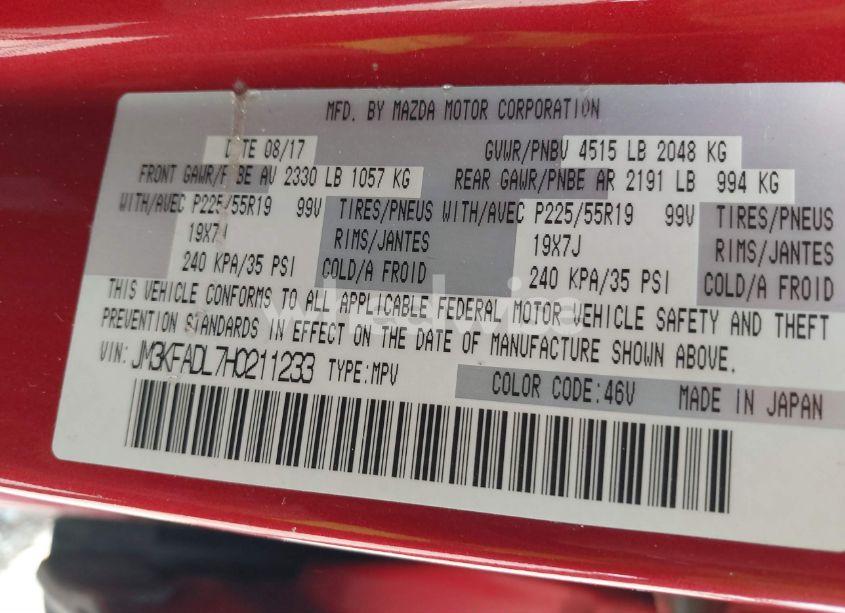 MFD. BY MAZDA MOTOR CORPORATION
DATE 08/17 GVWR/PNBV 4515 LB 2048 KG
FRONT GAWR/P BE AV 2330 LB 1057 KG REAR GAWR/PNBE AR 2191 LB 994 KG
WITH/AVEC P225/55R19 99V TIRES/PNEUS WITH/AVEC P225/55R19 99V TIRES/PNEUS
19X7J RIMS/JANTES 19X7J RIMS/JANTES
240 KPA/35 PSI COLD/A FROID 240 KPA/35 PSI COLD/A FROID
THIS VEHICLE CONFORMS TO ALL APPLICABLE FEDERAL MOTOR VEHICLE SAFETY AND THEFT
PREVENTION STANDARDS IN EFFECT ON THE DATE OF MANUFACTURE SHOWN ABOVE.
VIN: JM3KFADL7H0211233 TYPE:MPV COLOR CODE:46V MADE IN JAPAN